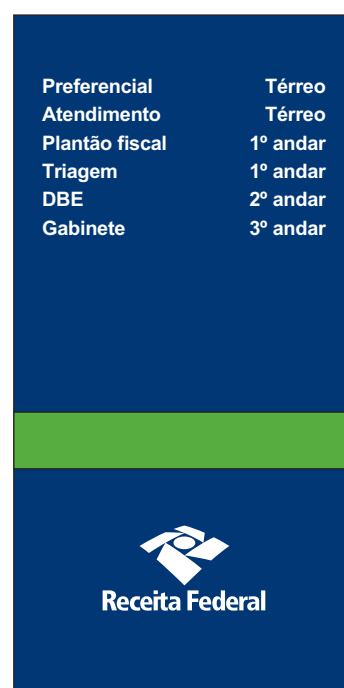 Preferencial Térreo
Atendimento Térreo
Plantão fiscal 1º andar
Triagem 1º andar
DBE 2º andar
Gabinete 3º andar
Receita Federal